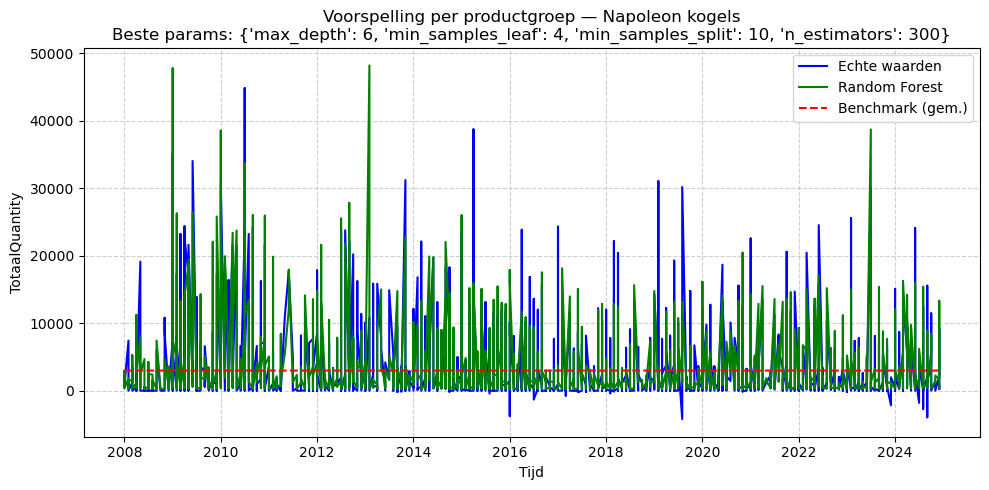 Voorspelling per productgroep — Napoleon kogels
Beste params: {'max_depth': 6, 'min_samples_leaf': 4, 'min_samples_split': 10, 'n_estimators': 300}
Echte waarden
Random Forest
Benchmark (gem.)
TotaalQuantity
50000
40000
30000
20000
10000
0
2008 2010 2012 2014 2016 2018 2020 2022 2024
Tijd